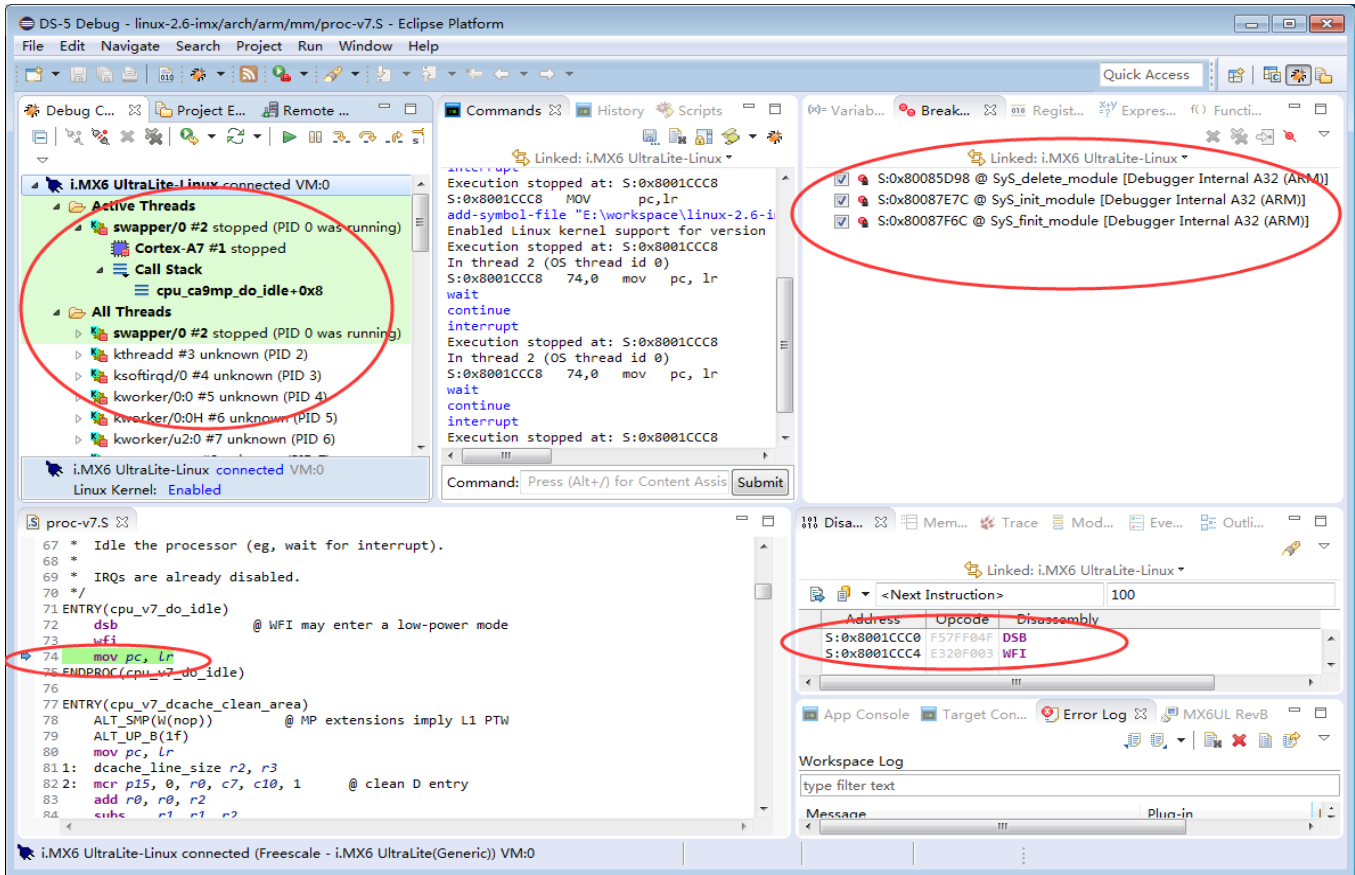 DS-5 Debug - linux-2.6-imx/arch/arm/mm/proc-v7.S - Eclipse Platform
File Edit Navigate Search Project Run Window Help
Quick Access
Debug C... Project E... Remote ...
i.MX6 UltraLite-Linux connected VM:0
Active Threads
swapper/0 #2 stopped (PID 0 was running)
Cortex-A7 #1 stopped
Call Stack
cpu_ca9mp_do_idle+0x8
All Threads
swapper/0 #2 stopped (PID 0 was running)
kthreadd #3 unknown (PID 2)
ksoftirqd/0 #4 unknown (PID 3)
kworker/0:0 #5 unknown (PID 4)
kworker/0:0H #6 unknown (PID 5)
kworker/u2:0 #7 unknown (PID 6)
i.MX6 UltraLite-Linux connected VM:0
Linux Kernel: Enabled
Commands History Scripts
Linked: i.MX6 UltraLite-Linux
interrupt
Execution stopped at: S:0x8001CCC8
S:0x8001CCC8 MOV pc,lr
add-symbol-file "E:\workspace\linux-2.6-i
Enabled Linux kernel support for version
Execution stopped at: S:0x8001CCC8
In thread 2 (OS thread id 0)
S:0x8001CCC8 74,0 mov pc, lr
wait
continue
interrupt
Execution stopped at: S:0x8001CCC8
In thread 2 (OS thread id 0)
S:0x8001CCC8 74,0 mov pc, lr
wait
continue
interrupt
Execution stopped at: S:0x8001CCC8
Command: Press (Alt+/) for Content Assis Submit
(x)= Variab... Break... Regist... Expres... f() Functi...
Linked: i.MX6 UltraLite-Linux
S:0x80085D98 @ SyS_delete_module [Debugger Internal A32 (ARM)]
S:0x80087E7C @ SyS_init_module [Debugger Internal A32 (ARM)]
S:0x80087F6C @ SyS_finit_module [Debugger Internal A32 (ARM)]
proc-v7.S
67 * Idle the processor (eg, wait for interrupt).
68 *
69 * IRQs are already disabled.
70 */
71 ENTRY(cpu_v7_do_idle)
72 dsb @ WFI may enter a low-power mode
73 wfi
74 mov pc, lr
75 ENDPROC(cpu_v7_do_idle)
76
77 ENTRY(cpu_v7_dcache_clean_area)
78 ALT_SMP(W(nop)) @ MP extensions imply L1 PTW
79 ALT_UP_B(1f)
80 mov pc, lr
81 1: dcache_line_size r2, r3
82 2: mcr p15, 0, r0, c7, c10, 1 @ clean D entry
83 add r0, r0, r2
84 subs r1, r1, r2
Disa... Mem... Trace Mod... Eve... Outli...
Linked: i.MX6 UltraLite-Linux
<Next Instruction> 100
Address Opcode Disassembly
S:0x8001CCC0 F57FF04F DSB
S:0x8001CCC4 E320F003 WFI
App Console Target Con... Error Log MX6UL RevB
Workspace Log
type filter text
Message Plug-in
i.MX6 UltraLite-Linux connected (Freescale - i.MX6 UltraLite(Generic)) VM:0